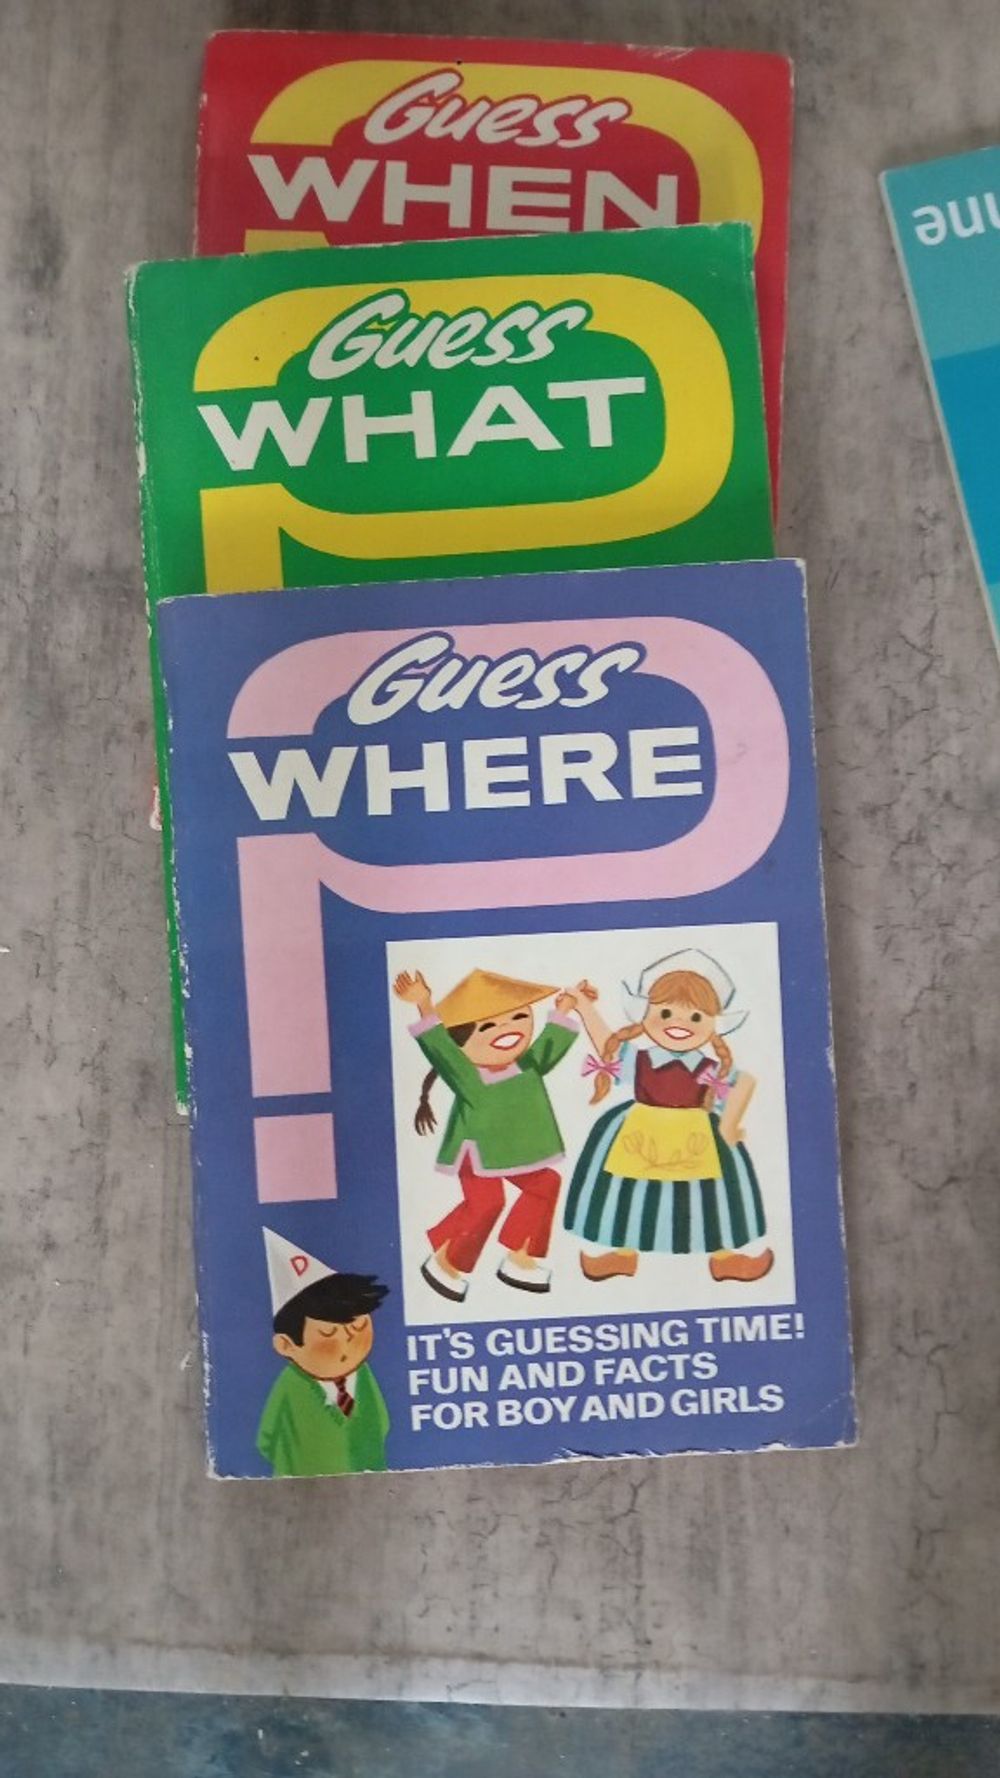 Guess
WHEN
Guess
WHAT
Guess
WHERE
D
IT'S GUESSING TIME!
FUN AND FACTS
FOR BOY AND GIRLS